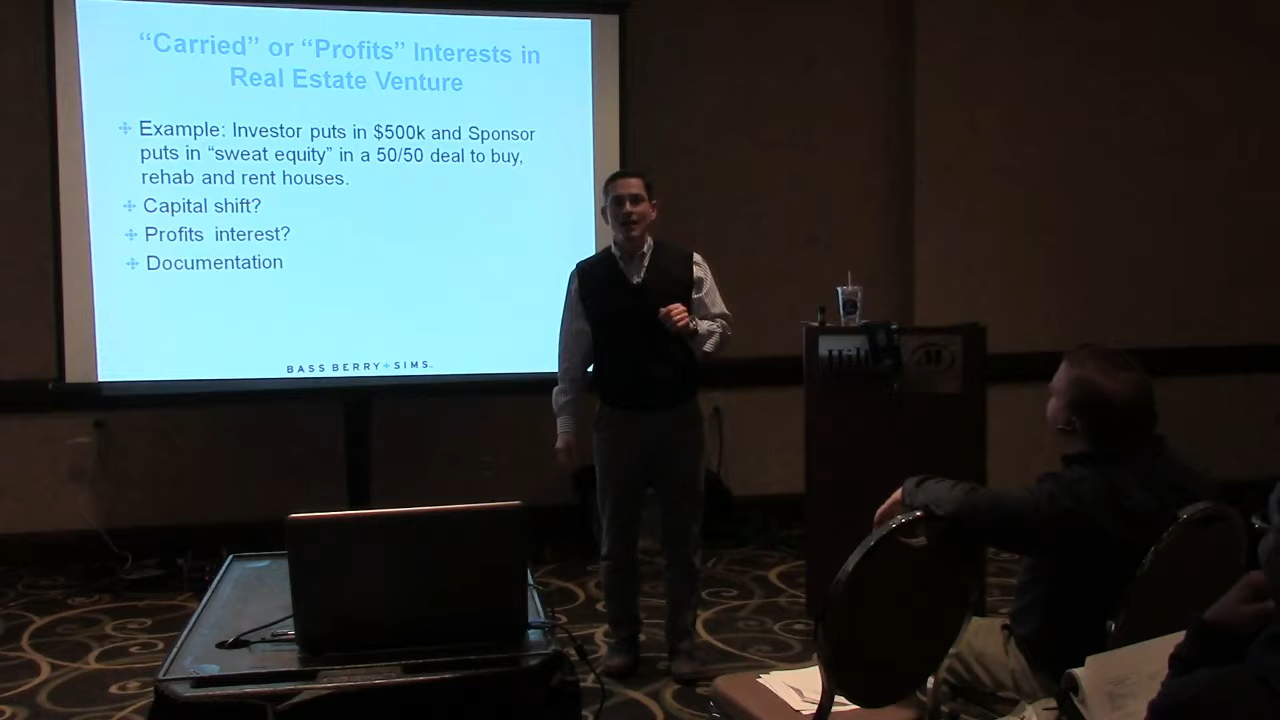 “Carried” or “Profits” Interests in
Real Estate Venture
Example: Investor puts in $500k and Sponsor
puts in “sweat equity” in a 50/50 deal to buy,
rehab and rent houses.
Capital shift?
Profits interest?
Documentation
BASS BERRY + SIMS